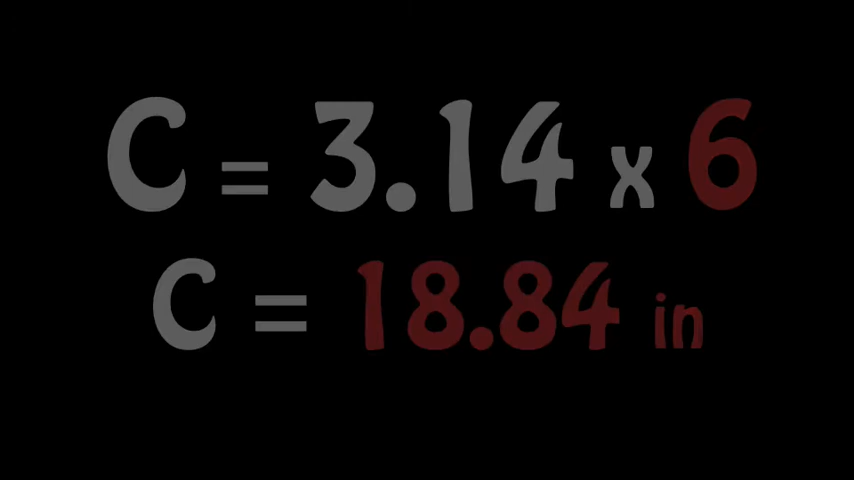 C = 3.14 x 6
C = 18.84 in